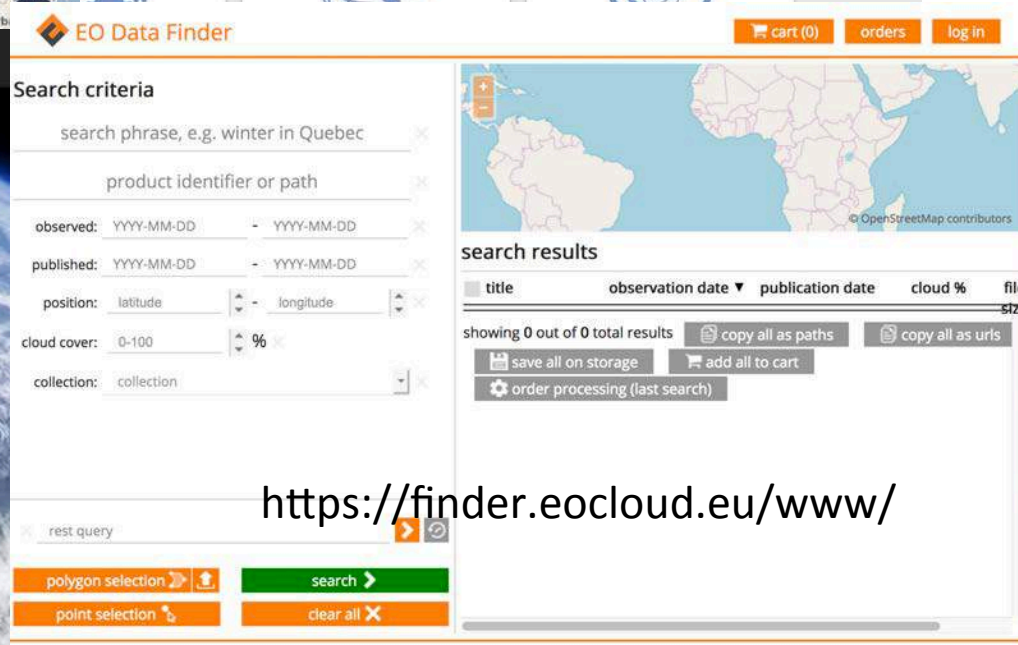 EO Data Finder
cart (0)
orders
log in
Search criteria
search phrase, e.g. winter in Quebec
product identifier or path
observed: YYYY-MM-DD - YYYY-MM-DD
published: YYYY-MM-DD - YYYY-MM-DD
position: latitude - longitude
cloud cover: 0-100 %
collection: collection
rest query
polygon selection
search
point selection
clear all
+
-
© OpenStreetMap contributors
search results
title observation date ▼ publication date cloud %
showing 0 out of 0 total results copy all as paths copy all as urls
save all on storage add all to cart
order processing (last search)
https://finder.eocloud.eu/www/